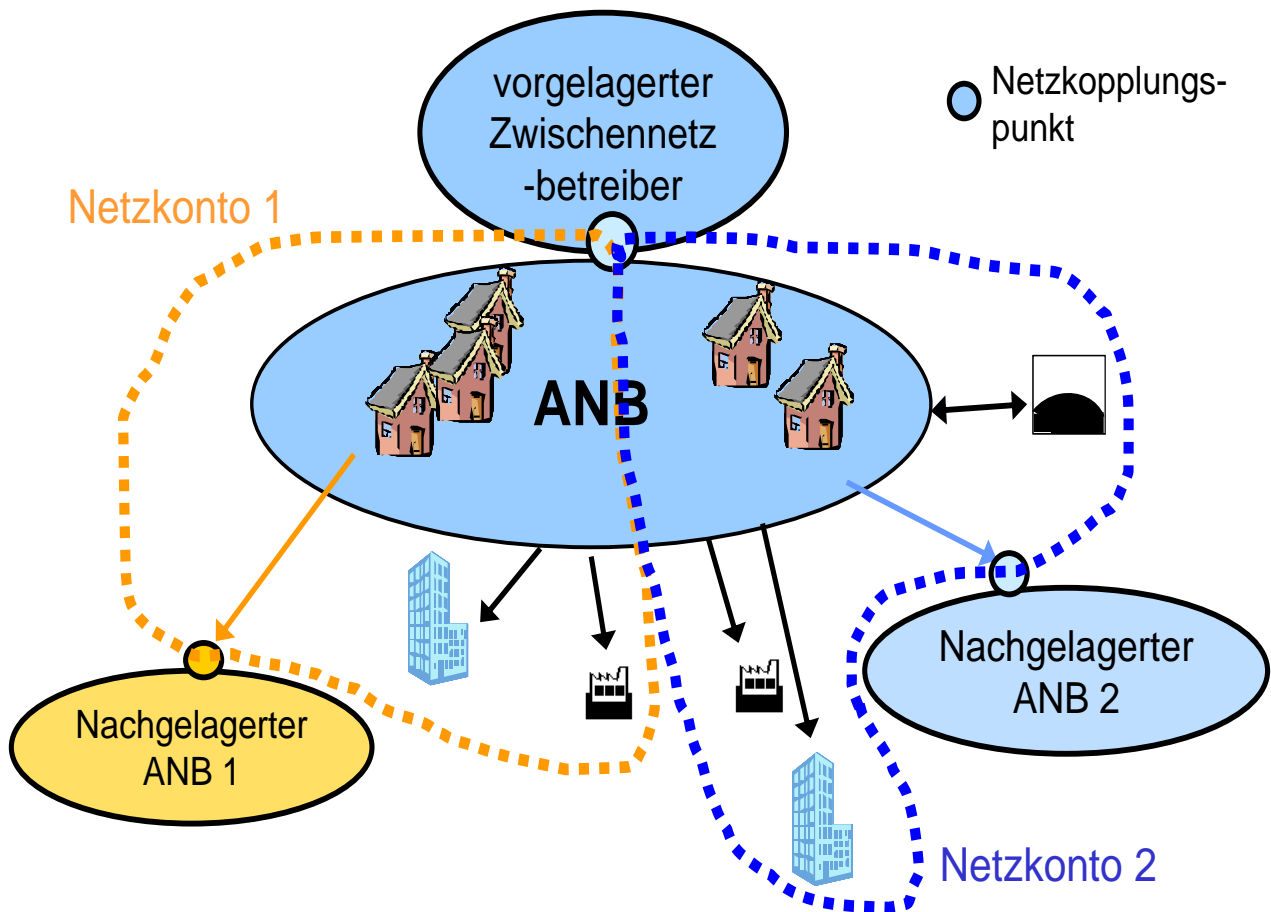 vorgelagerter
Zwischennetz
-betreiber
Netzkopplungs-
punkt
Netzkonto 1
ANB
Nachgelagerter
ANB 1
Nachgelagerter
ANB 2
Netzkonto 2